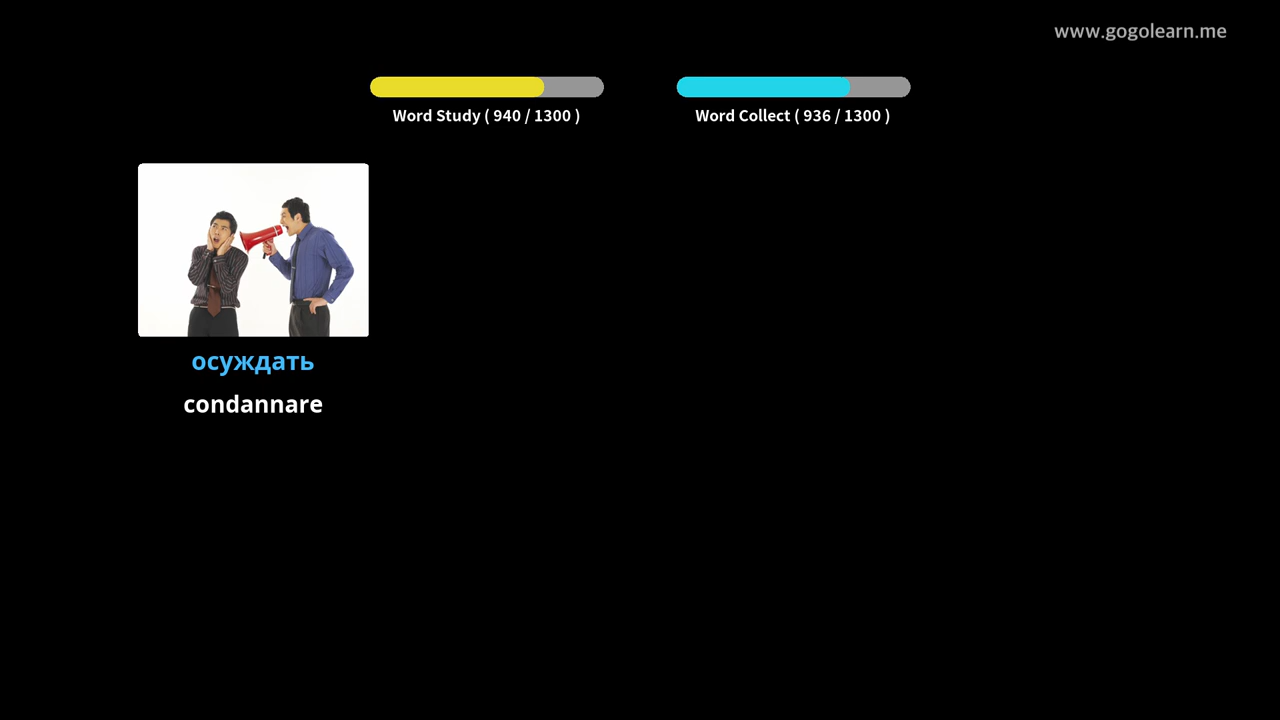 www.gogolearn.me
Word Study ( 940 / 1300 )
Word Collect ( 936 / 1300 )
осуждать
condannare